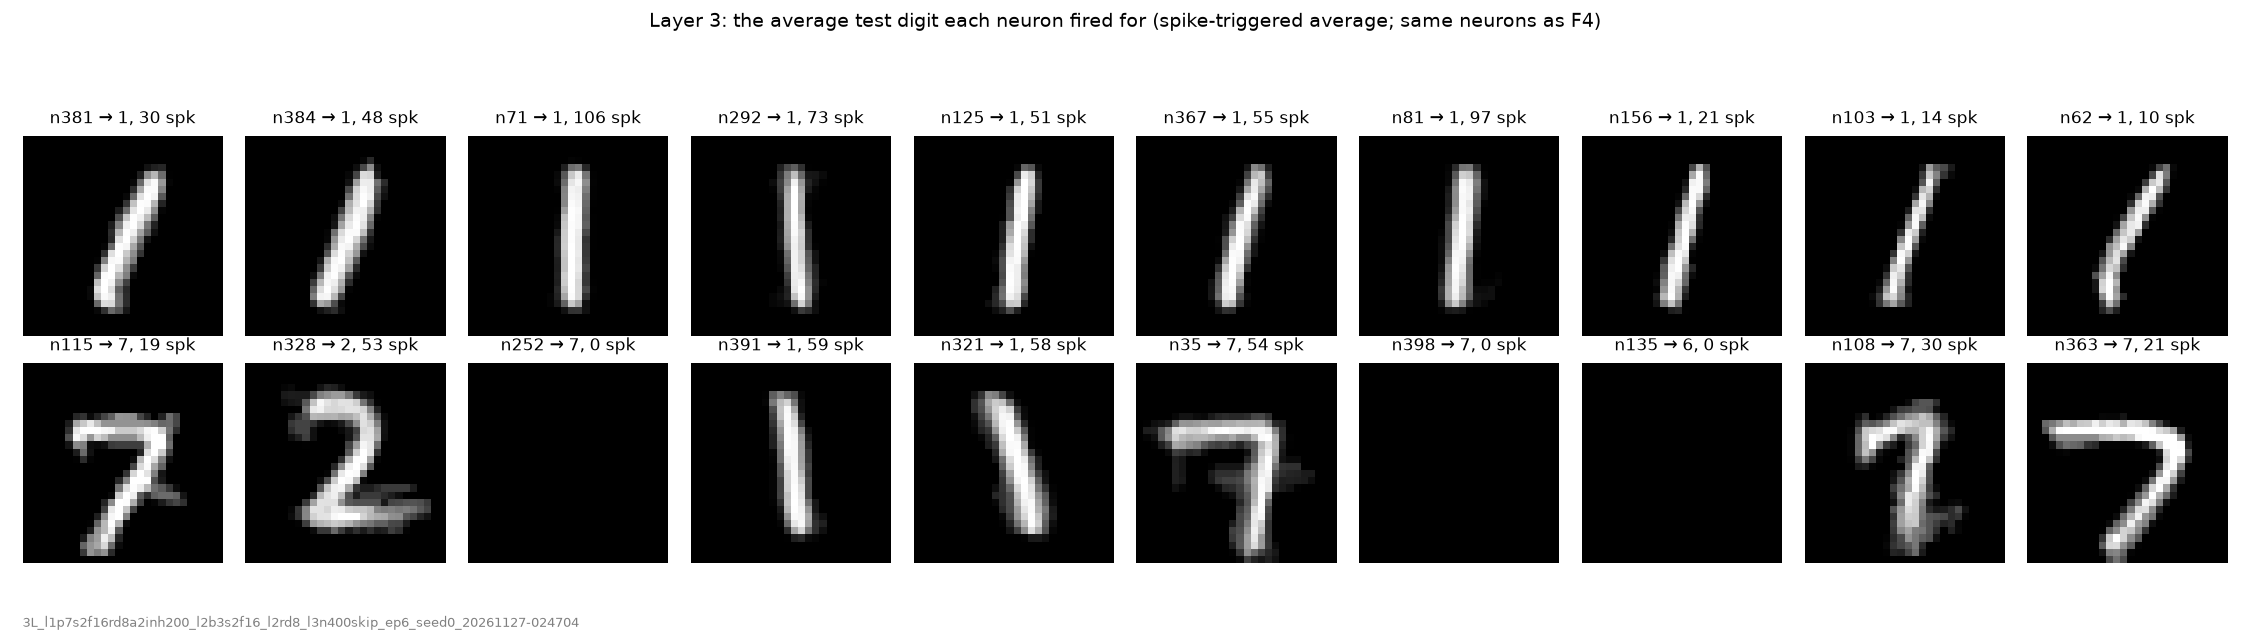 Layer 3: the average test digit each neuron fired for (spike-triggered average; same neurons as F4)
n381 → 1, 30 spk n384 → 1, 48 spk n71 → 1, 106 spk n292 → 1, 73 spk n125 → 1, 51 spk n367 → 1, 55 spk n81 → 1, 97 spk n156 → 1, 21 spk n103 → 1, 14 spk n62 → 1, 10 spk
n115 → 7, 19 spk n328 → 2, 53 spk n252 → 7, 0 spk n391 → 1, 59 spk n321 → 1, 58 spk n35 → 7, 54 spk n398 → 7, 0 spk n135 → 6, 0 spk n108 → 7, 30 spk n363 → 7, 21 spk
3L_l1p7s2f16rd8a2inh200_l2b3s2f16_l2rd8_l3n400skip_ep6_seed0_20261127-024704